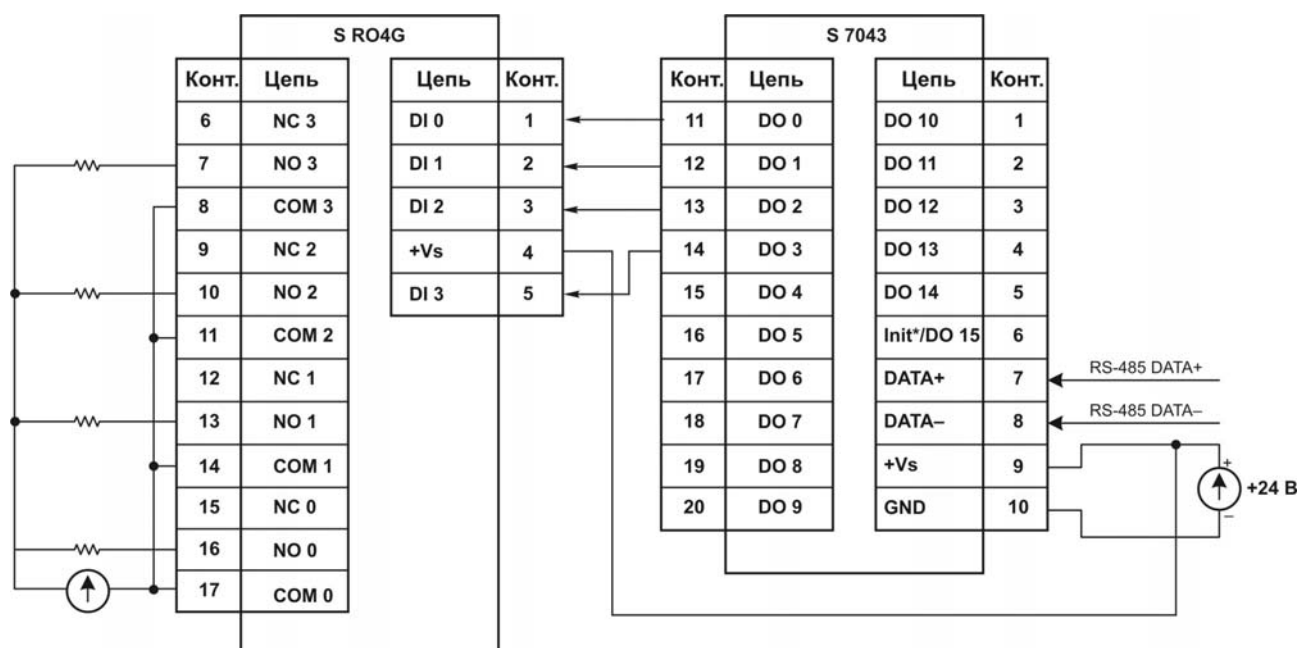 S RO4G
S 7043
Конт. Цепь Цепь Конт. Конт. Цепь Цепь Конт.
6 NC 3 DI 0 1 11 DO 0 DO 10 1
7 NO 3 DI 1 2 12 DO 1 DO 11 2
8 COM 3 DI 2 3 13 DO 2 DO 12 3
9 NC 2 +Vs 4 14 DO 3 DO 13 4
10 NO 2 DI 3 5 15 DO 4 DO 14 5
11 COM 2 16 DO 5 Init*/DO 15 6
12 NC 1 17 DO 6 DATA+ 7 RS-485 DATA+
13 NO 1 18 DO 7 DATA– 8 RS-485 DATA–
14 COM 1 19 DO 8 +Vs 9 +
+24 В
15 NC 0 20 DO 9 GND 10 –
16 NO 0
17 COM 0